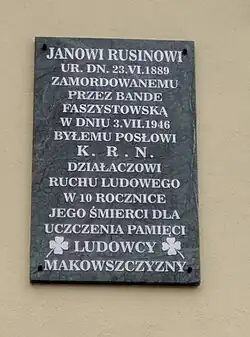 JANOWI RUSINOWI
UR. DN. 23.VI.1889
ZAMORDOWANEMU
PRZEZ BANDE
FASZYSTOWSKĄ
W DNIU 3.VII.1946
BYŁEMU POSŁOWI
K. R. N.
DZIAŁACZOWI
RUCHU LUDOWEGO
W 10 ROCZNICE
JEGO ŚMIERCI DLA
UCZCZENIA PAMIĘCI
LUDOWCY
MAKOWSZCZYZNY